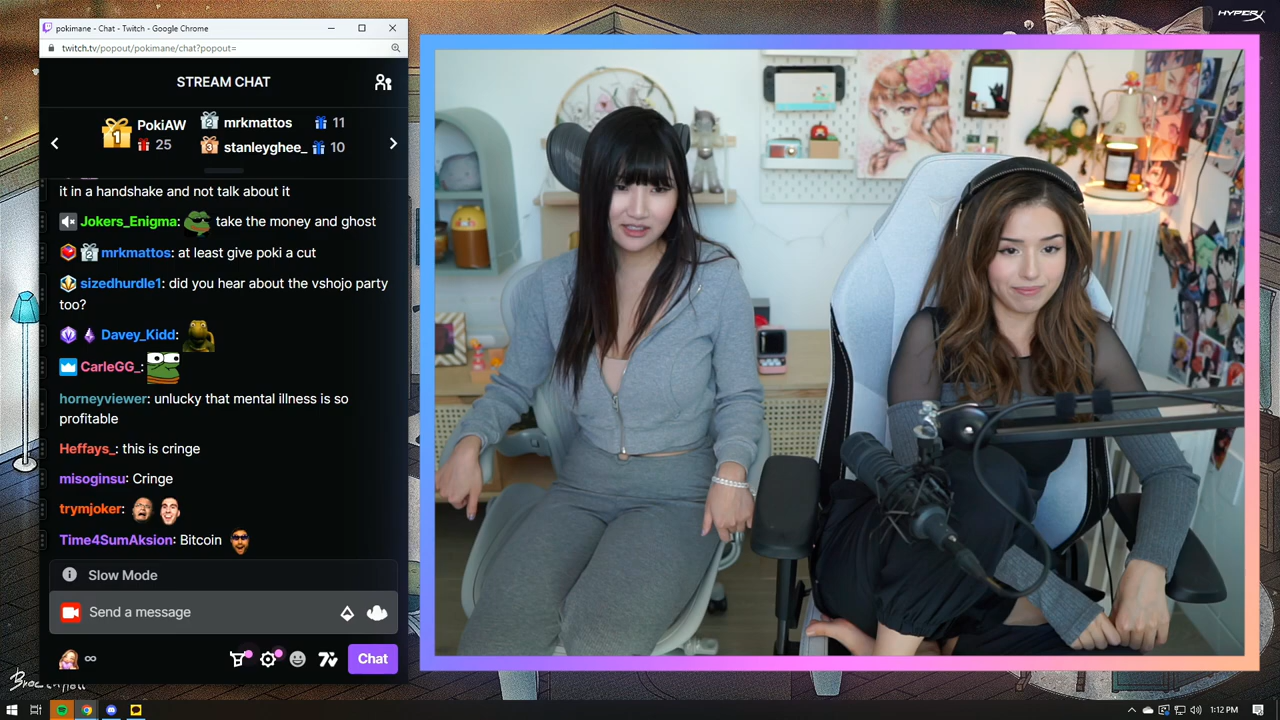 pokimane - Chat - Twitch - Google Chrome
twitch.tv/popout/pokimane/chat?popout=
HYPERX
STREAM CHAT
1 PokiAW 25
2 mrkmattos 11
3 stanleyghee_ 10
it in a handshake and not talk about it
Jokers_Enigma: take the money and ghost
2 mrkmattos: at least give poki a cut
sizedhurdle1: did you hear about the vshojo party
too?
Davey_Kidd:
CarleGG_:
horneyviewer: unlucky that mental illness is so
profitable
Heffays_: this is cringe
misoginsu: Cringe
trymjoker:
Time4SumAksion: Bitcoin
Slow Mode
Send a message
∞
Chat
1:12 PM